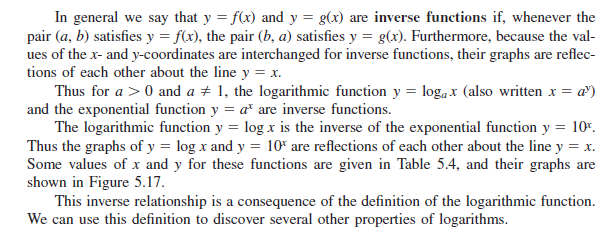 In general we say that y = f(x) and y = g(x) are inverse functions if, whenever the
pair (a, b) satisfies y = f(x), the pair (b, a) satisfies y = g(x). Furthermore, because the val-
ues of the x- and y-coordinates are interchanged for inverse functions, their graphs are reflec-
tions of each other about the line y = x.
Thus for a > 0 and a ≠ 1, the logarithmic function y = logₐ x (also written x = aʸ)
and the exponential function y = aˣ are inverse functions.
The logarithmic function y = log x is the inverse of the exponential function y = 10ˣ.
Thus the graphs of y = log x and y = 10ˣ are reflections of each other about the line y = x.
Some values of x and y for these functions are given in Table 5.4, and their graphs are
shown in Figure 5.17.
This inverse relationship is a consequence of the definition of the logarithmic function.
We can use this definition to discover several other properties of logarithms.